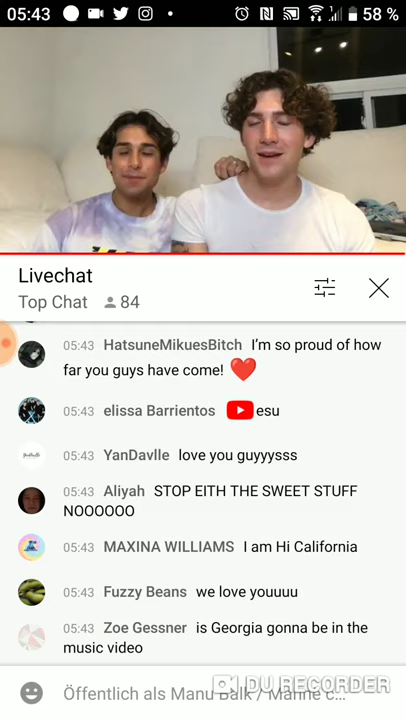 05:43
58 %
Livechat
Top Chat 84
05:43 HatsuneMikuesBitch I'm so proud of how
far you guys have come! ❤️
05:43 elissa Barrientos esu
05:43 YanDavlle love you guyyysss
05:43 Aliyah STOP EITH THE SWEET STUFF
NOOOOOO
05:43 MAXINA WILLIAMS I am Hi California
05:43 Fuzzy Beans we love youuuu
05:43 Zoe Gessner is Georgia gonna be in the
music video
Öffentlich als Manu Balk / Männe c...
DU RECORDER